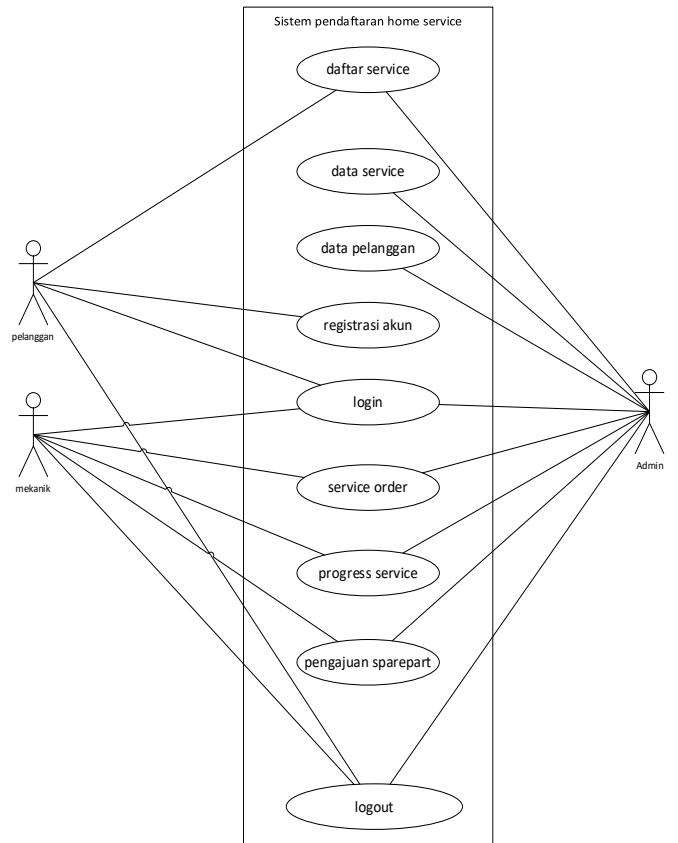 Sistem pendaftaran home service
daftar service
data service
data pelanggan
registrasi akun
pelanggan
login
Admin
mekanik
service order
progress service
pengajuan sparepart
logout